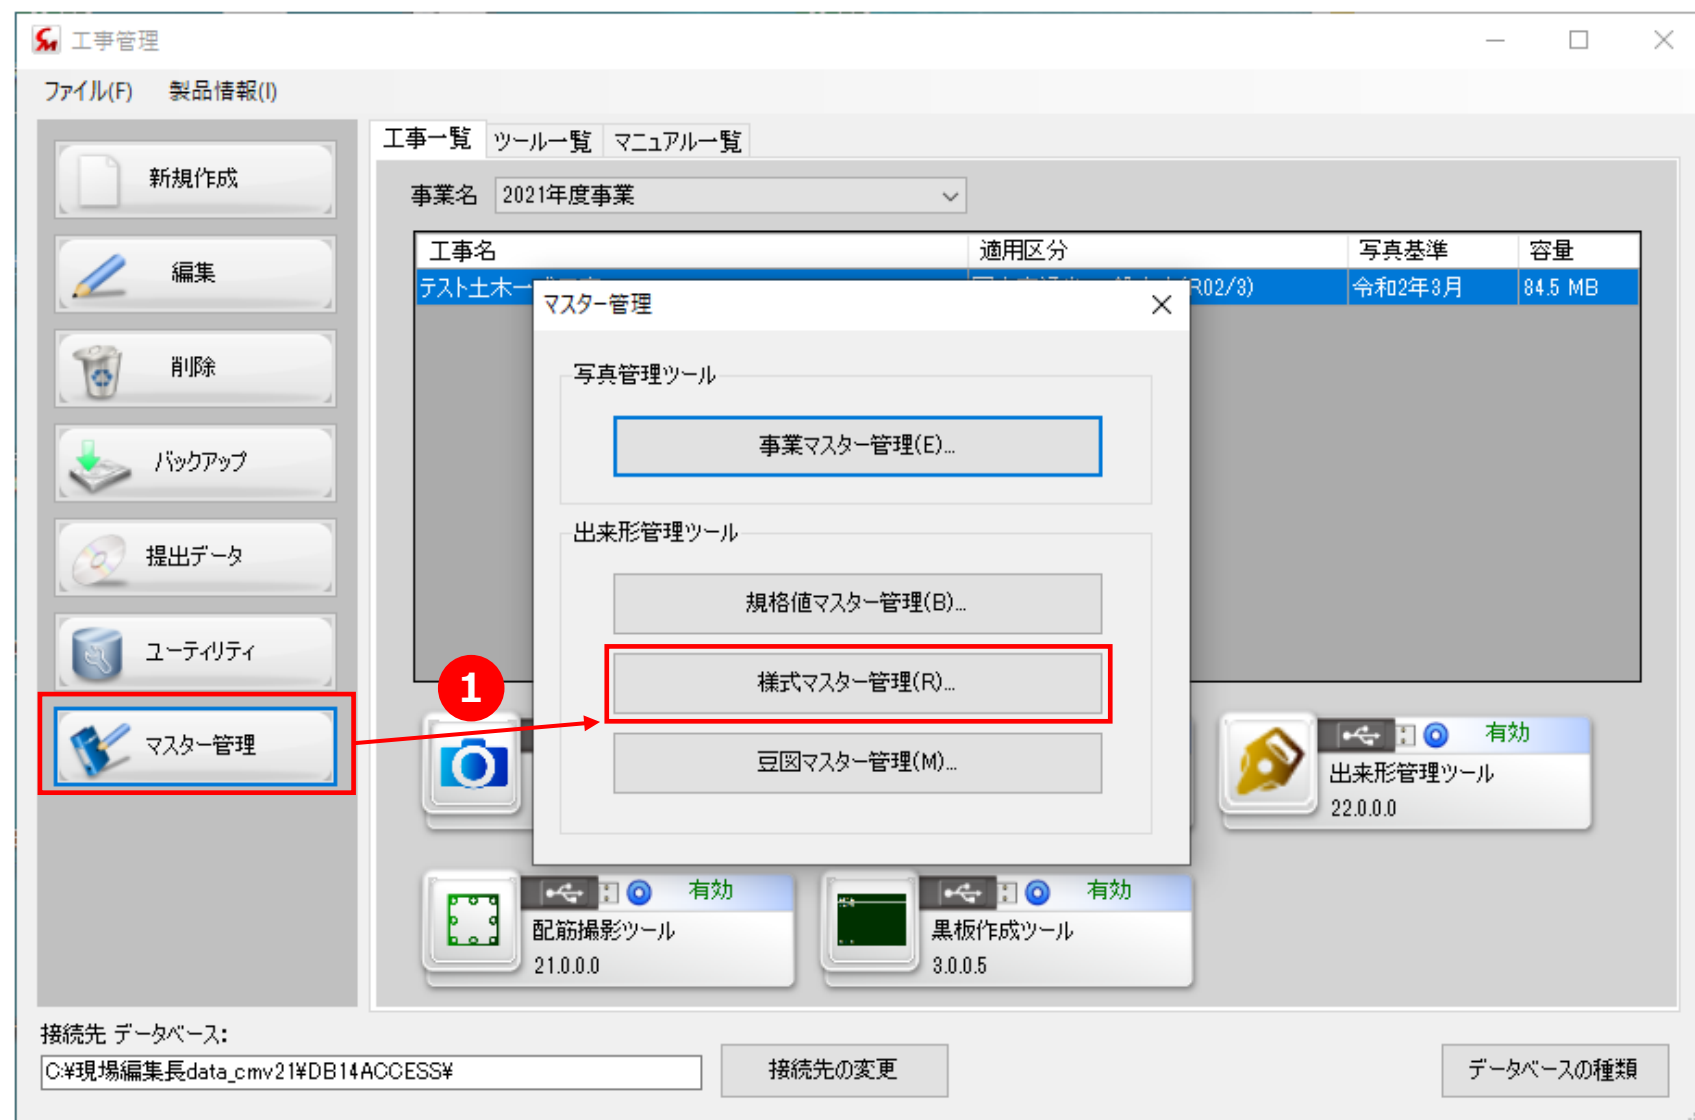 工事管理
ファイル(F) 製品情報(I)
新規作成
編集
削除
バックアップ
提出データ
ユーティリティ
マスター管理
工事一覧 ツール一覧 マニュアル一覧
事業名 2021年度事業
工事名 適用区分 写真基準 容量
テスト土木一 R02/3) 令和2年3月 84.5 MB
マスター管理
写真管理ツール
事業マスター管理(E)...
出来形管理ツール
規格値マスター管理(B)...
様式マスター管理(R)...
豆図マスター管理(M)...
1
有効
出来形管理ツール
22.0.0.0
有効
配筋撮影ツール
21.0.0.0
有効
黒板作成ツール
3.0.0.5
接続先 データベース:
C:¥現場編集長data_cmv21¥DB14ACCESS¥
接続先の変更
データベースの種類